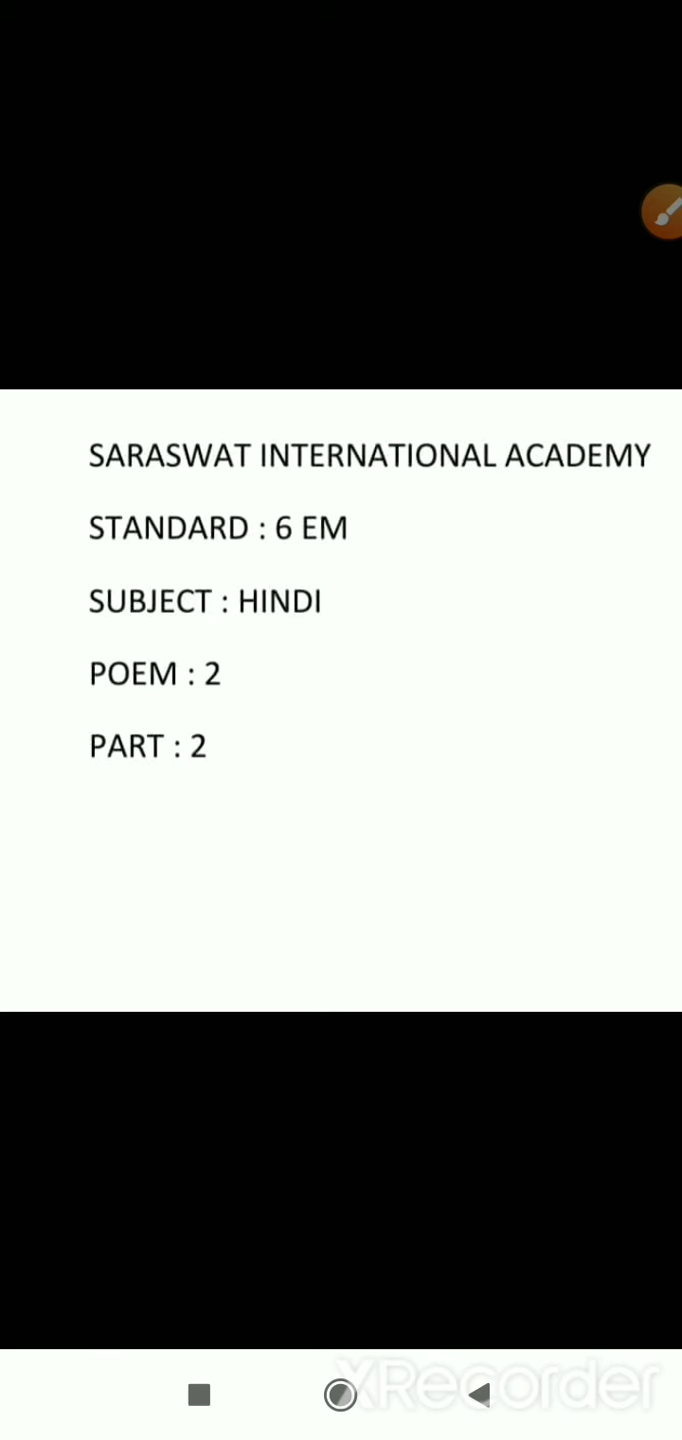 SARASWAT INTERNATIONAL ACADEMY
STANDARD : 6 EM
SUBJECT : HINDI
POEM : 2
PART : 2
XRecorder